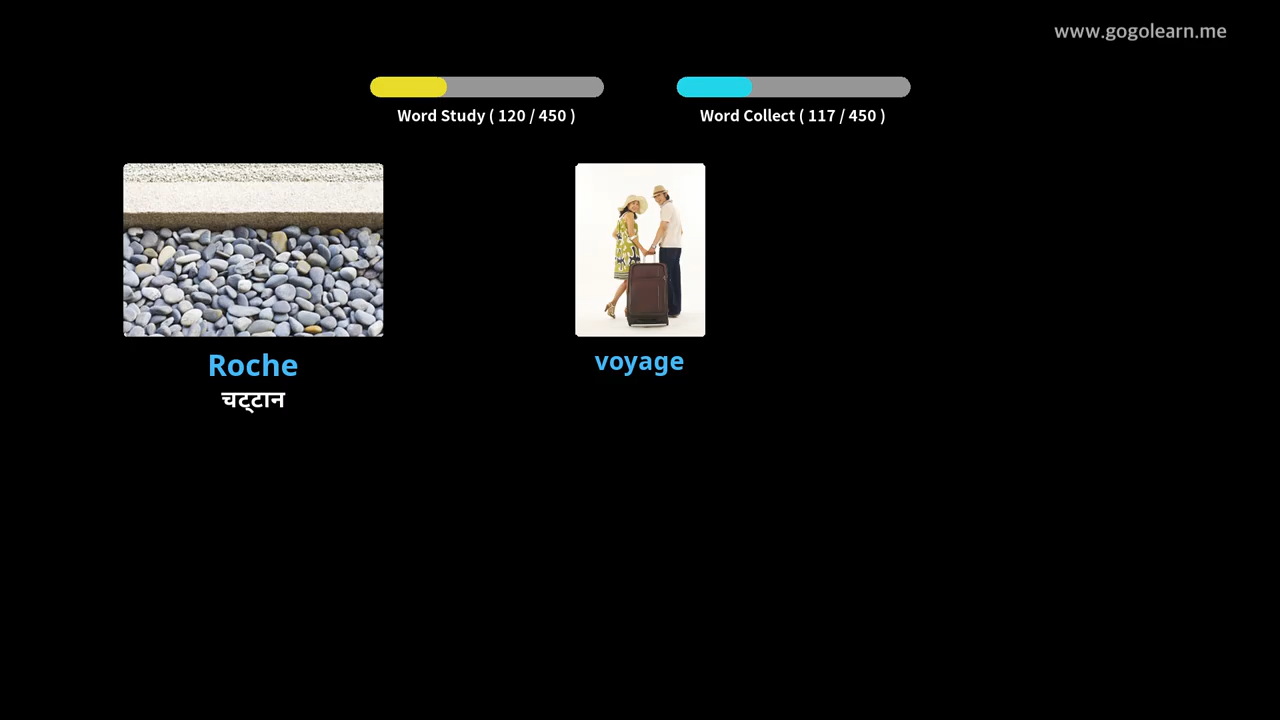 www.gogolearn.me
Word Study ( 120 / 450 )
Word Collect ( 117 / 450 )
Roche
चट्टान
voyage